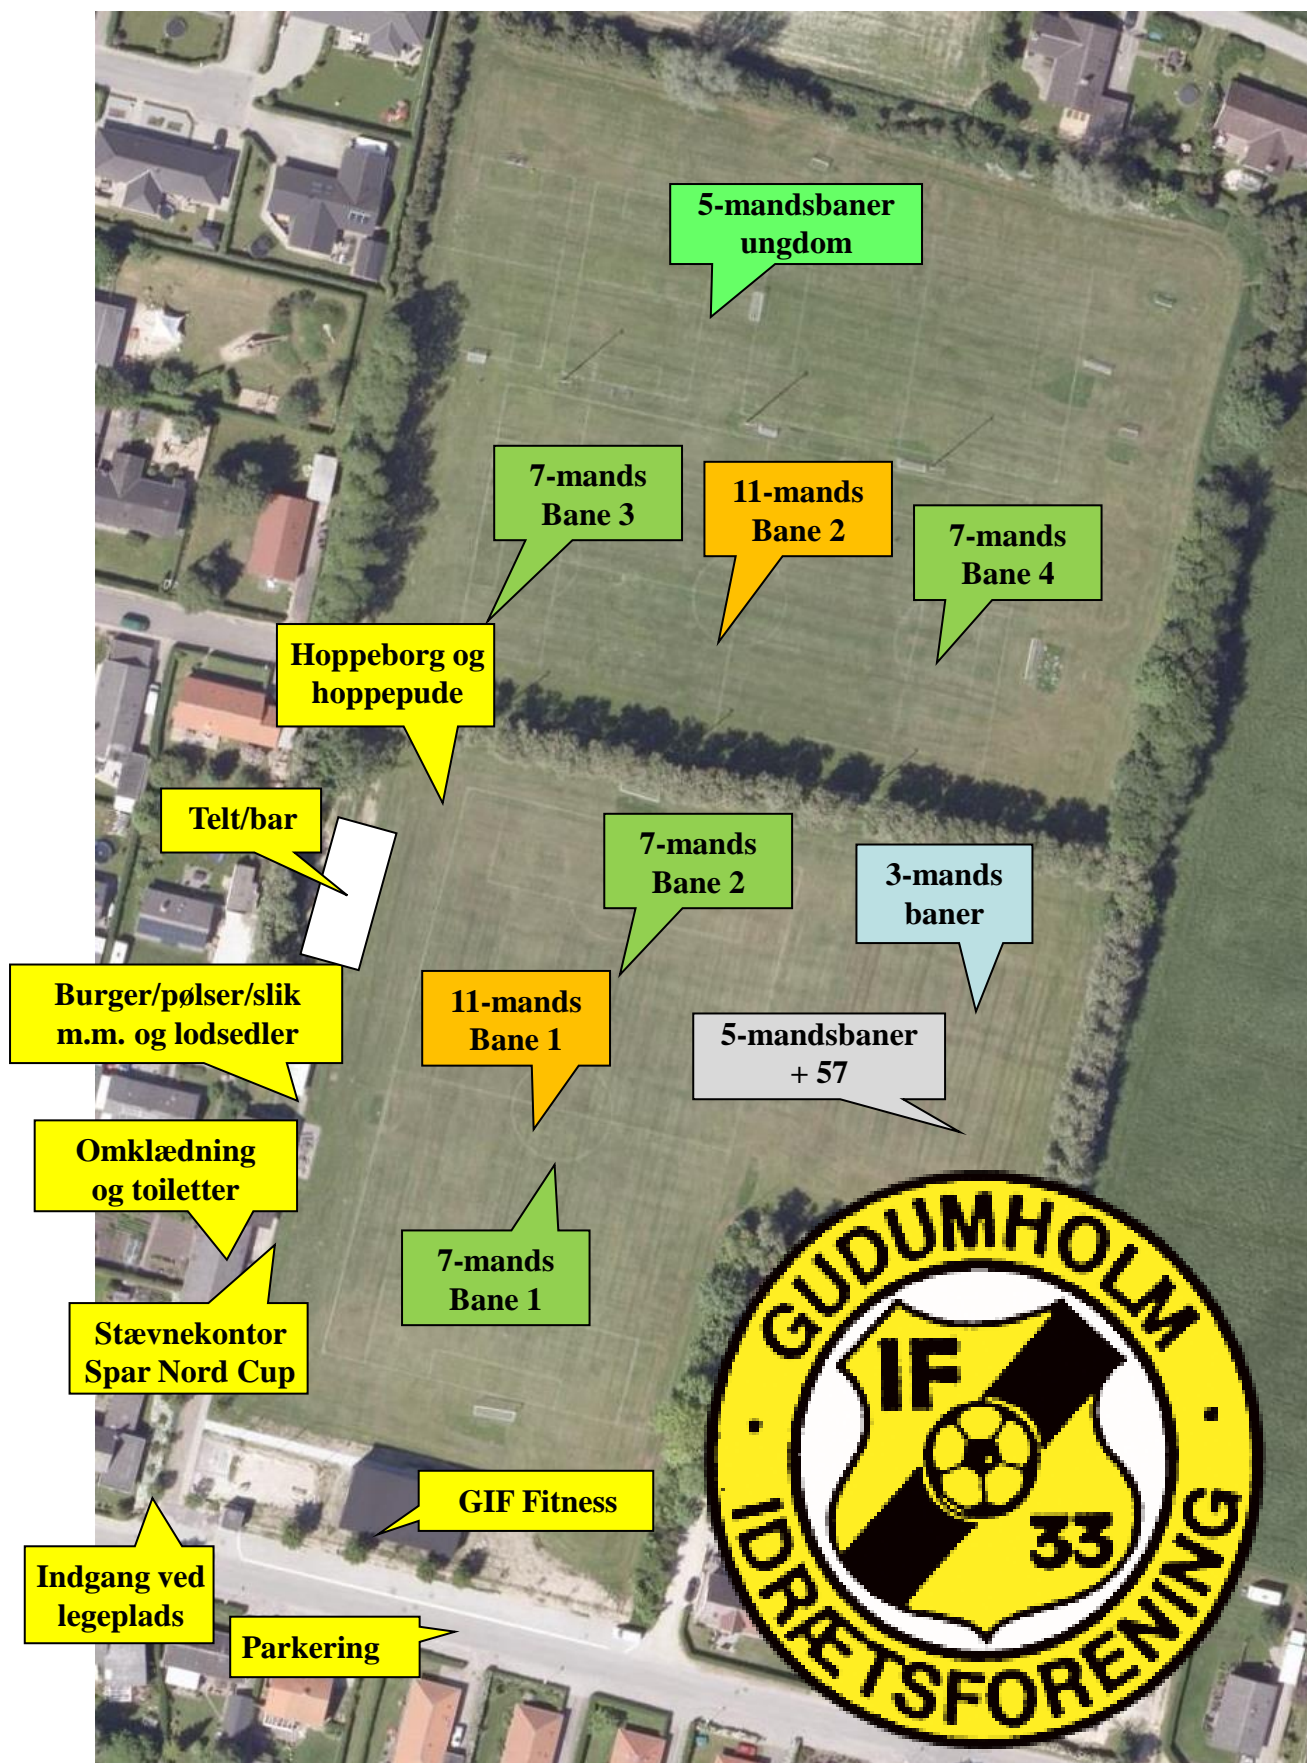 5-mandsbaner
ungdom
7-mands
Bane 3
11-mands
Bane 2
7-mands
Bane 4
Hoppeborg og
hoppepude
Telt/bar
7-mands
Bane 2
3-mands
baner
Burger/pølser/slik
m.m. og lodsedler
11-mands
Bane 1
5-mandsbaner
+ 57
Omklædning
og toiletter
7-mands
Bane 1
Stævnekontor
Spar Nord Cup
GIF Fitness
Indgang ved
legeplads
Parkering
GUDUMHOLM
IF
33
· IDRÆTSFORENING ·